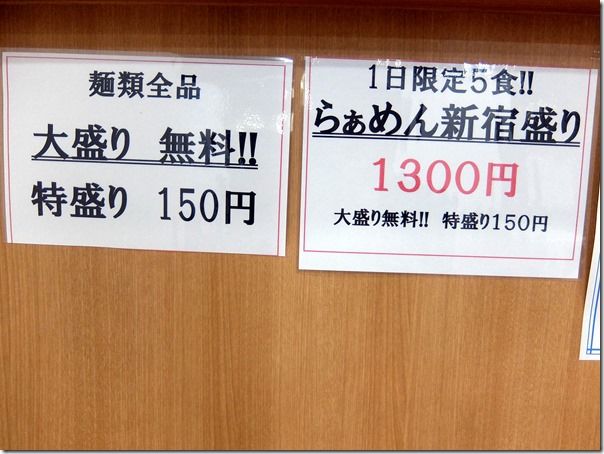 麺類全品
大盛り 無料!!
特盛り 150円
1日限定5食!!
らぁめん新宿盛り
1300円
大盛り無料!! 特盛り150円